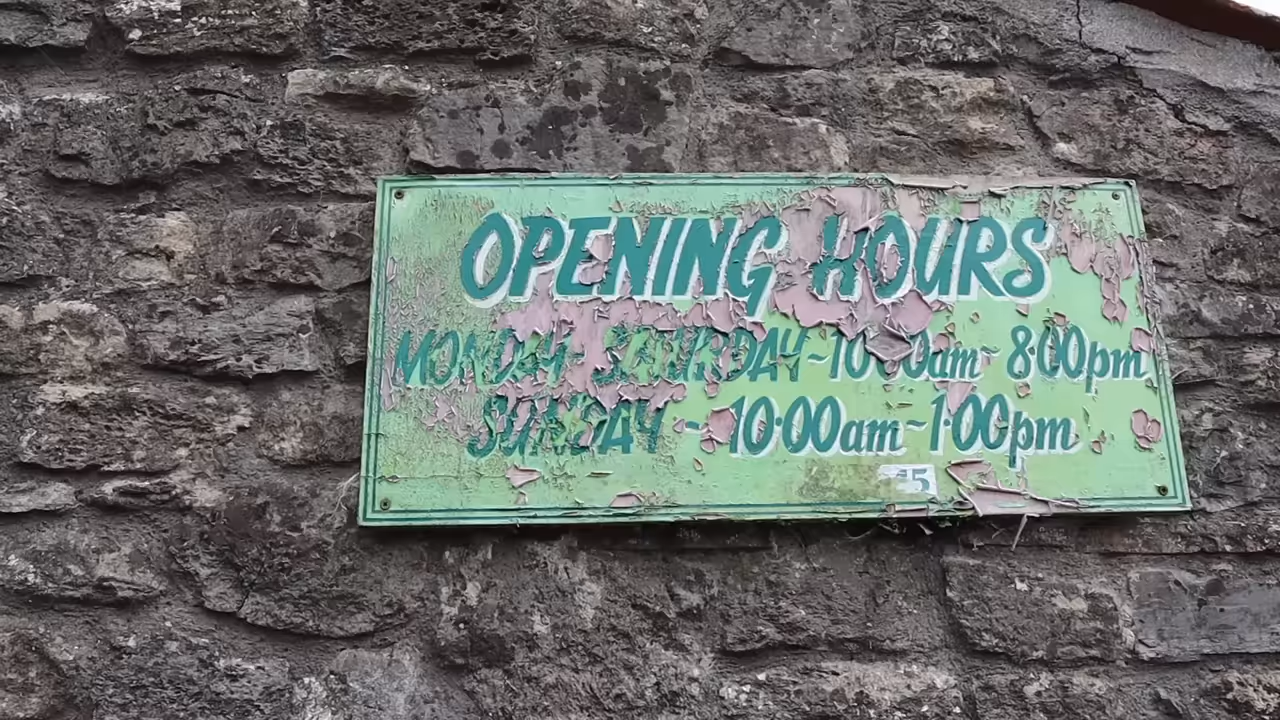 OPENING HOURS
MONDAY - SATURDAY ~ 10·00am ~ 8·00pm
SUNDAY ~ 10·00am ~ 1·00pm